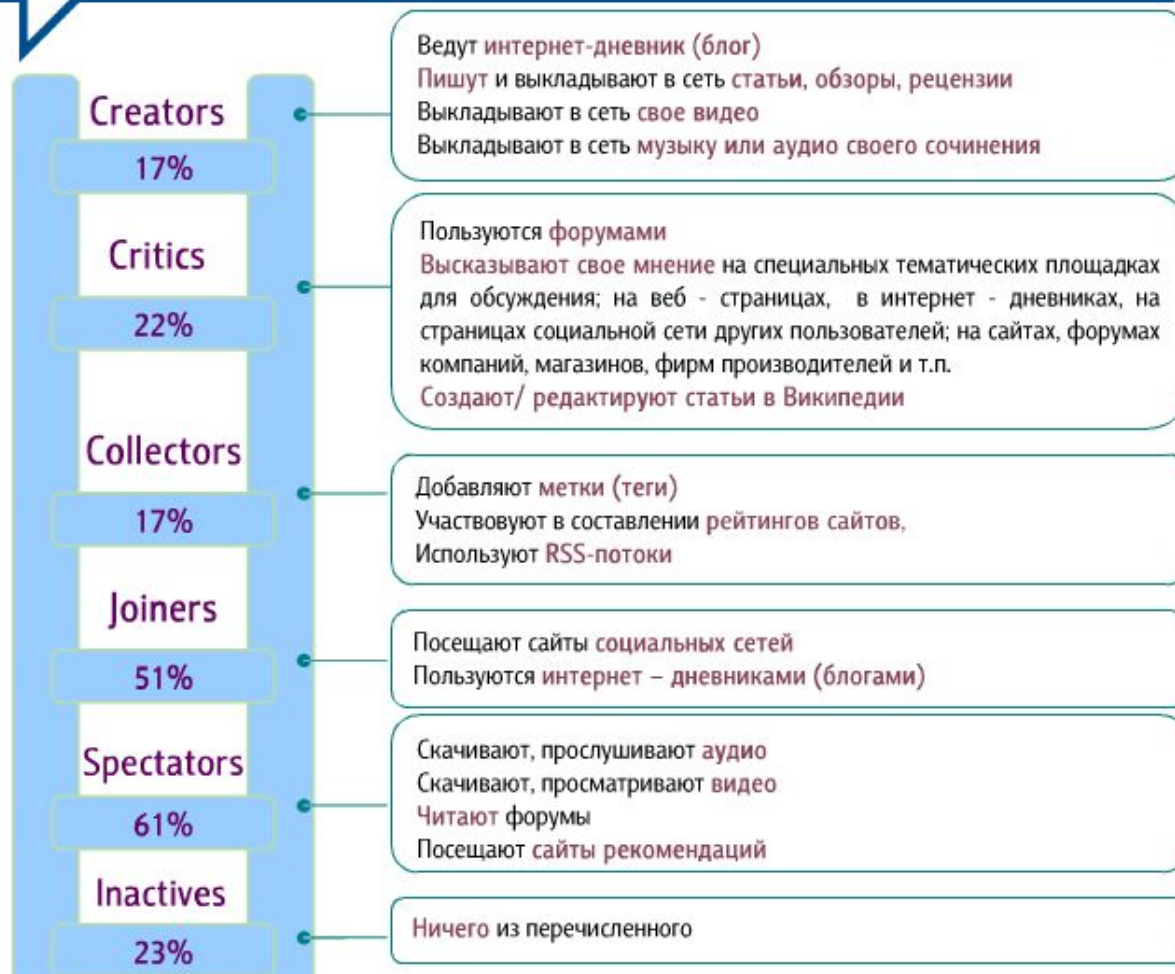 Creators
17%
Ведут интернет-дневник (блог)
Пишут и выкладывают в сеть статьи, обзоры, рецензии
Выкладывают в сеть свое видео
Выкладывают в сеть музыку или аудио своего сочинения
Critics
22%
Пользуются форумами
Высказывают свое мнение на специальных тематических площадках
для обсуждения; на веб - страницах, в интернет - дневниках, на
страницах социальной сети других пользователей; на сайтах, форумах
компаний, магазинов, фирм производителей и т.п.
Создают/ редактируют статьи в Википедии
Collectors
17%
Добавляют метки (теги)
Участвовуют в составлении рейтингов сайтов,
Используют RSS-потоки
Joiners
51%
Посещают сайты социальных сетей
Пользуются интернет – дневниками (блогами)
Spectators
61%
Скачивают, прослушивают аудио
Скачивают, просматривают видео
Читают форумы
Посещают сайты рекомендаций
Inactives
23%
Ничего из перечисленного